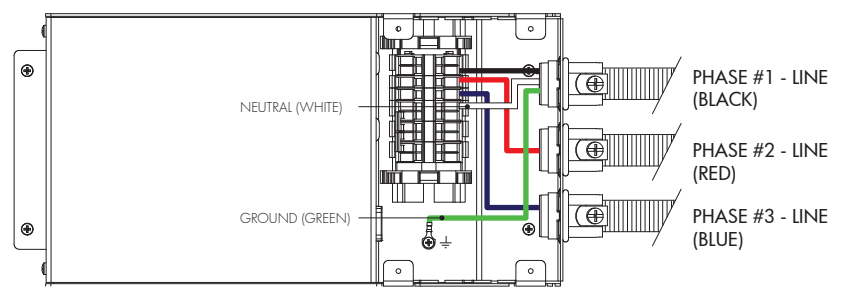 PHASE #1 - LINE
(BLACK)
NEUTRAL (WHITE)
PHASE #2 - LINE
(RED)
GROUND (GREEN)
PHASE #3 - LINE
(BLUE)